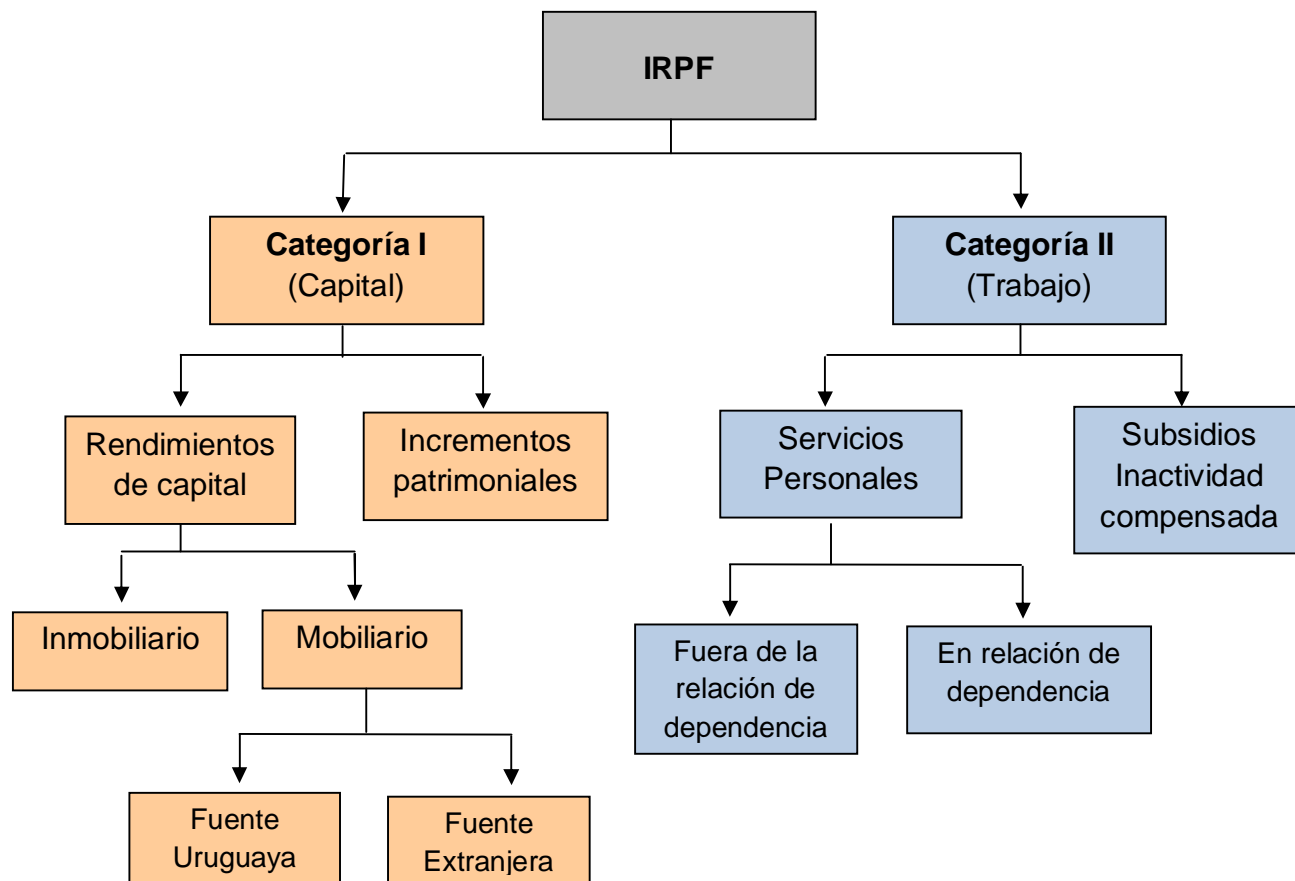 IRPF
Categoría I
(Capital)
Categoría II
(Trabajo)
Rendimientos
de capital
Incrementos
patrimoniales
Servicios
Personales
Subsidios
Inactividad
compensada
Inmobiliario
Mobiliario
Fuera de la
relación de
dependencia
En relación de
dependencia
Fuente
Uruguaya
Fuente
Extranjera